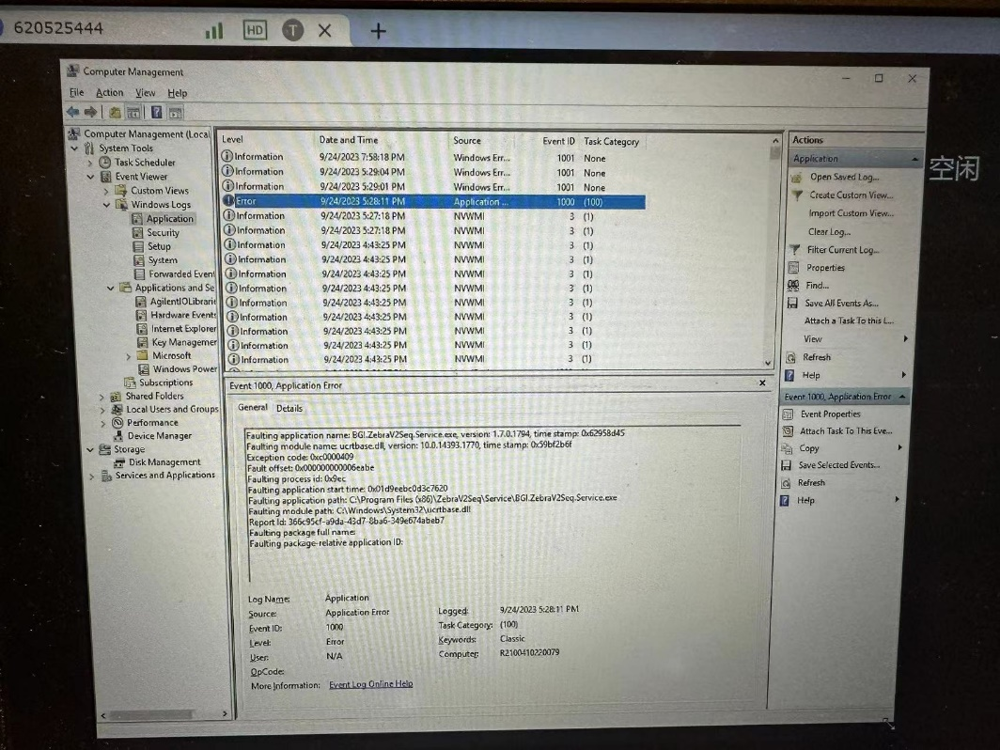 620525444
HD T
Computer Management
File Action View Help
Computer Management (Local
System Tools
Task Scheduler
Event Viewer
Custom Views
Windows Logs
Application
Security
Setup
System
Forwarded Event
Applications and Se
AgilentIOLibrarie
Hardware Events
Internet Explorer
Key Managemer
Microsoft
Windows Power
Subscriptions
Shared Folders
Local Users and Groups
Performance
Device Manager
Storage
Disk Management
Services and Applications
Level Date and Time Source Event ID Task Category
Information 9/24/2023 7:58:18 PM Windows Err... 1001 None
Information 9/24/2023 5:29:04 PM Windows Err... 1001 None
Information 9/24/2023 5:29:01 PM Windows Err... 1001 None
Error 9/24/2023 5:28:11 PM Application ... 1000 (100)
Information 9/24/2023 5:27:18 PM NVWMI 3 (1)
Information 9/24/2023 5:27:18 PM NVWMI 3 (1)
Information 9/24/2023 4:43:25 PM NVWMI 3 (1)
Information 9/24/2023 4:43:25 PM NVWMI 3 (1)
Information 9/24/2023 4:43:25 PM NVWMI 3 (1)
Information 9/24/2023 4:43:25 PM NVWMI 3 (1)
Information 9/24/2023 4:43:25 PM NVWMI 3 (1)
Information 9/24/2023 4:43:25 PM NVWMI 3 (1)
Information 9/24/2023 4:43:25 PM NVWMI 3 (1)
Information 9/24/2023 4:43:25 PM NVWMI 3 (1)
Information 9/24/2023 4:43:25 PM NVWMI 3 (1)
Event 1000, Application Error
General Details
Faulting application name: BGI.ZebraV2Seq.Service.exe, version: 1.7.0.1794, time stamp: 0x62958d45
Faulting module name: ucrtbase.dll, version: 10.0.14393.1770, time stamp: 0x59bf2b6f
Exception code: 0xc0000409
Fault offset: 0x000000000006eabe
Faulting process id: 0x9ec
Faulting application start time: 0x01d9eebc0d3c7620
Faulting application path: C:\Program Files (x86)\ZebraV2Seq\Service\BGI.ZebraV2Seq.Service.exe
Faulting module path: C:\Windows\System32\ucrtbase.dll
Report Id: 366c95cf-a9da-43d7-8ba6-349e674abeb7
Faulting package full name:
Faulting package-relative application ID:
Log Name: Application
Source: Application Error Logged: 9/24/2023 5:28:11 PM
Event ID: 1000 Task Category: (100)
Level: Error Keywords: Classic
User: N/A Computer: R2100410220079
OpCode:
More Information: Event Log Online Help
Actions
Application
Open Saved Log...
Create Custom View...
Import Custom View...
Clear Log...
Filter Current Log...
Properties
Find...
Save All Events As...
Attach a Task To this L...
View
Refresh
Help
Event 1000, Application Error
Event Properties
Attach Task To This Eve...
Copy
Save Selected Events...
Refresh
Help
空闲